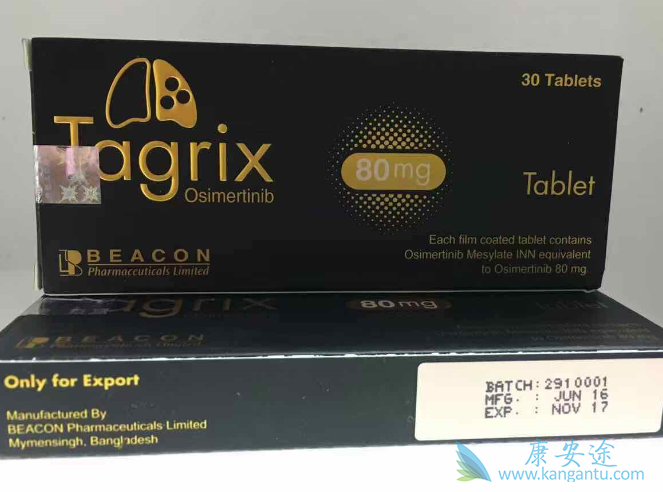 30 Tablets
Tagrix
Osimertinib
80mg
Tablet
BEACON
Pharmaceuticals Limited
Each film coated tablet contains
Osimertinib Mesylate INN equivalent
to Osimertinib 80 mg.
Tagrix
80mg
Tablet
BEACON
Only for Export
Manufactured By
BEACON Pharmaceuticals Limited
Mymensingh, Bangladesh
BATCH: 2910001
MFG. : JUN 16
EXP. : NOV 17
康安途
www.kangantu.com